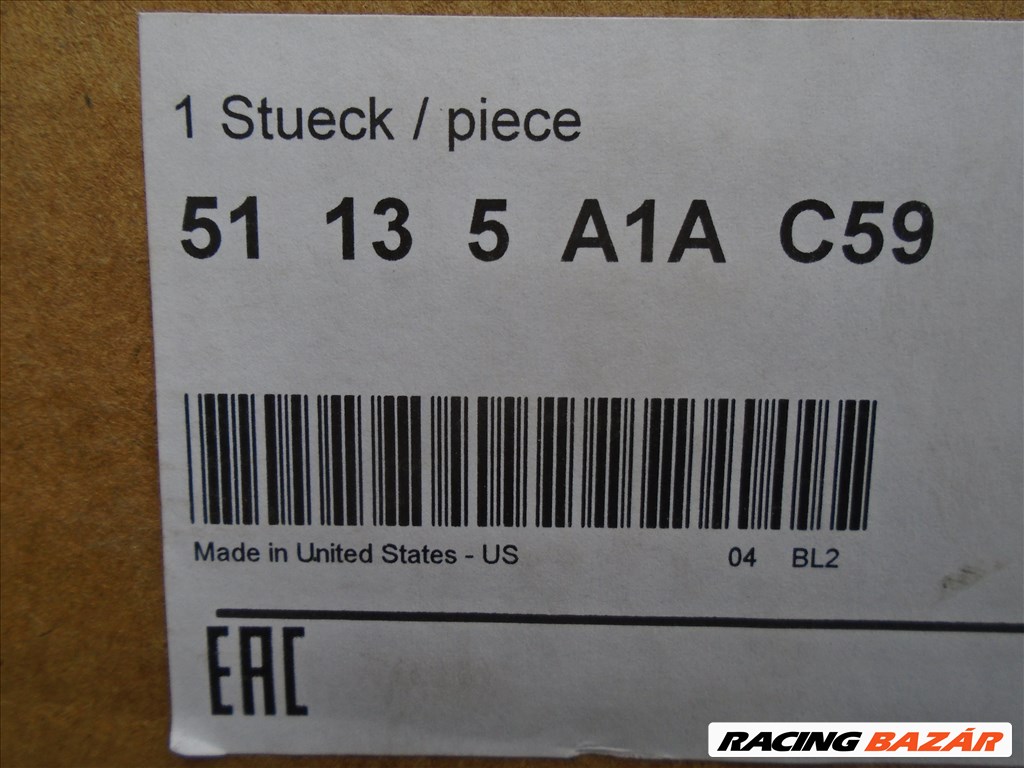 1 Stueck / piece
51 13 5 A1A C59
Made in United States - US 04 BL2
EAC
RACING BAZÁR